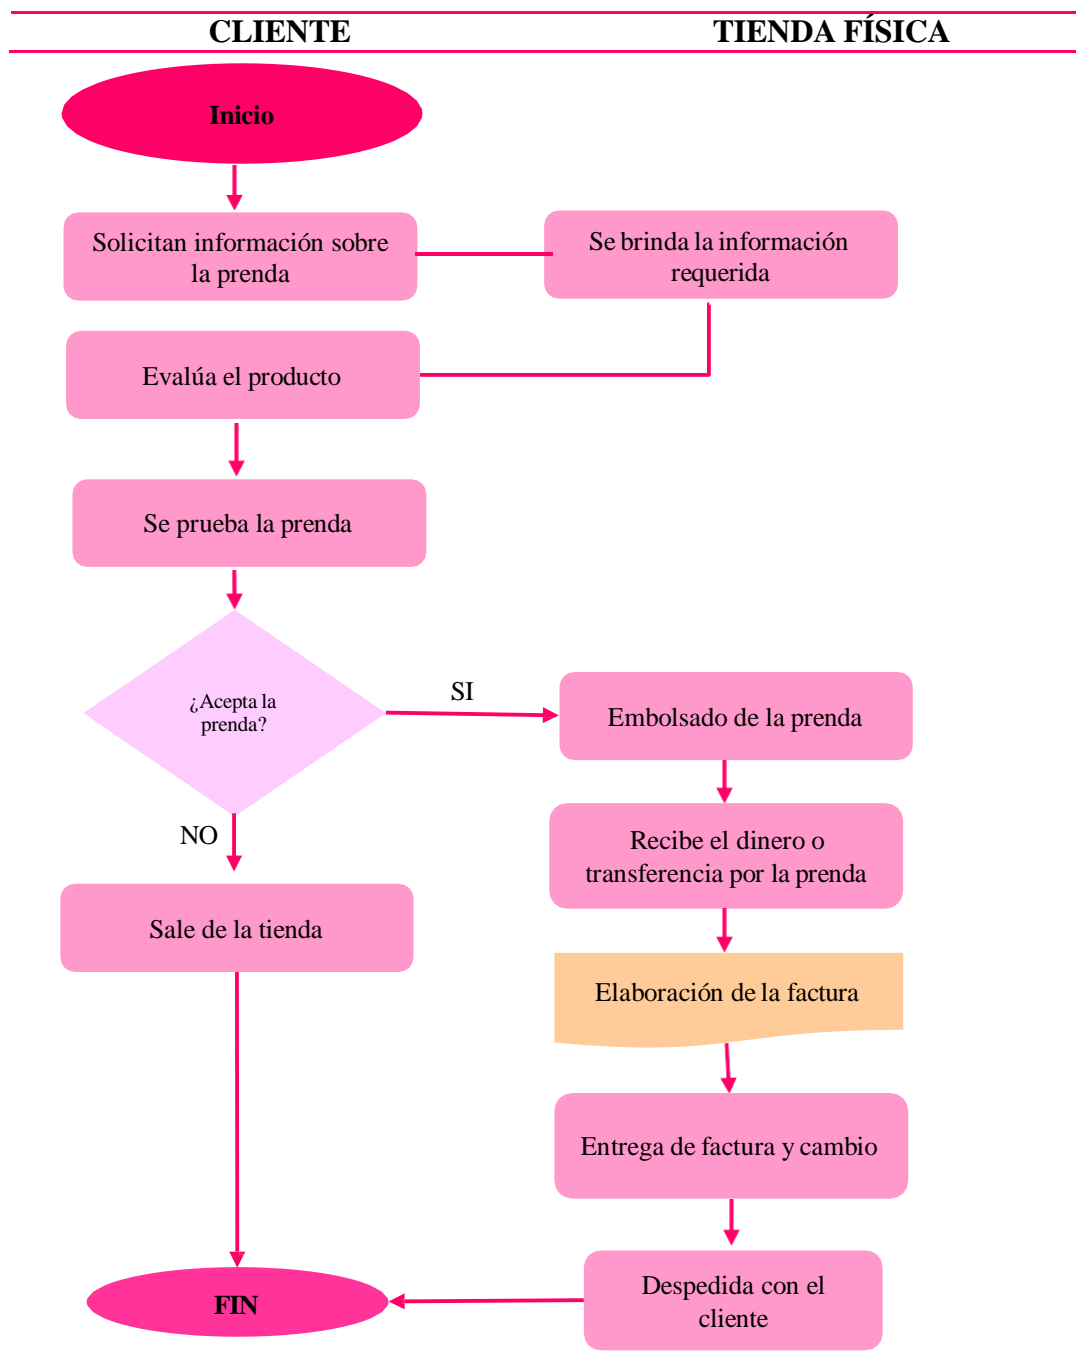 CLIENTE
TIENDA FÍSICA
Inicio
Solicitan información sobre
la prenda
Se brinda la información
requerida
Evalúa el producto
Se prueba la prenda
¿Acepta la
prenda?
SI
Embolsado de la prenda
NO
Recibe el dinero o
transferencia por la prenda
Sale de la tienda
Elaboración de la factura
Entrega de factura y cambio
Despedida con el
cliente
FIN